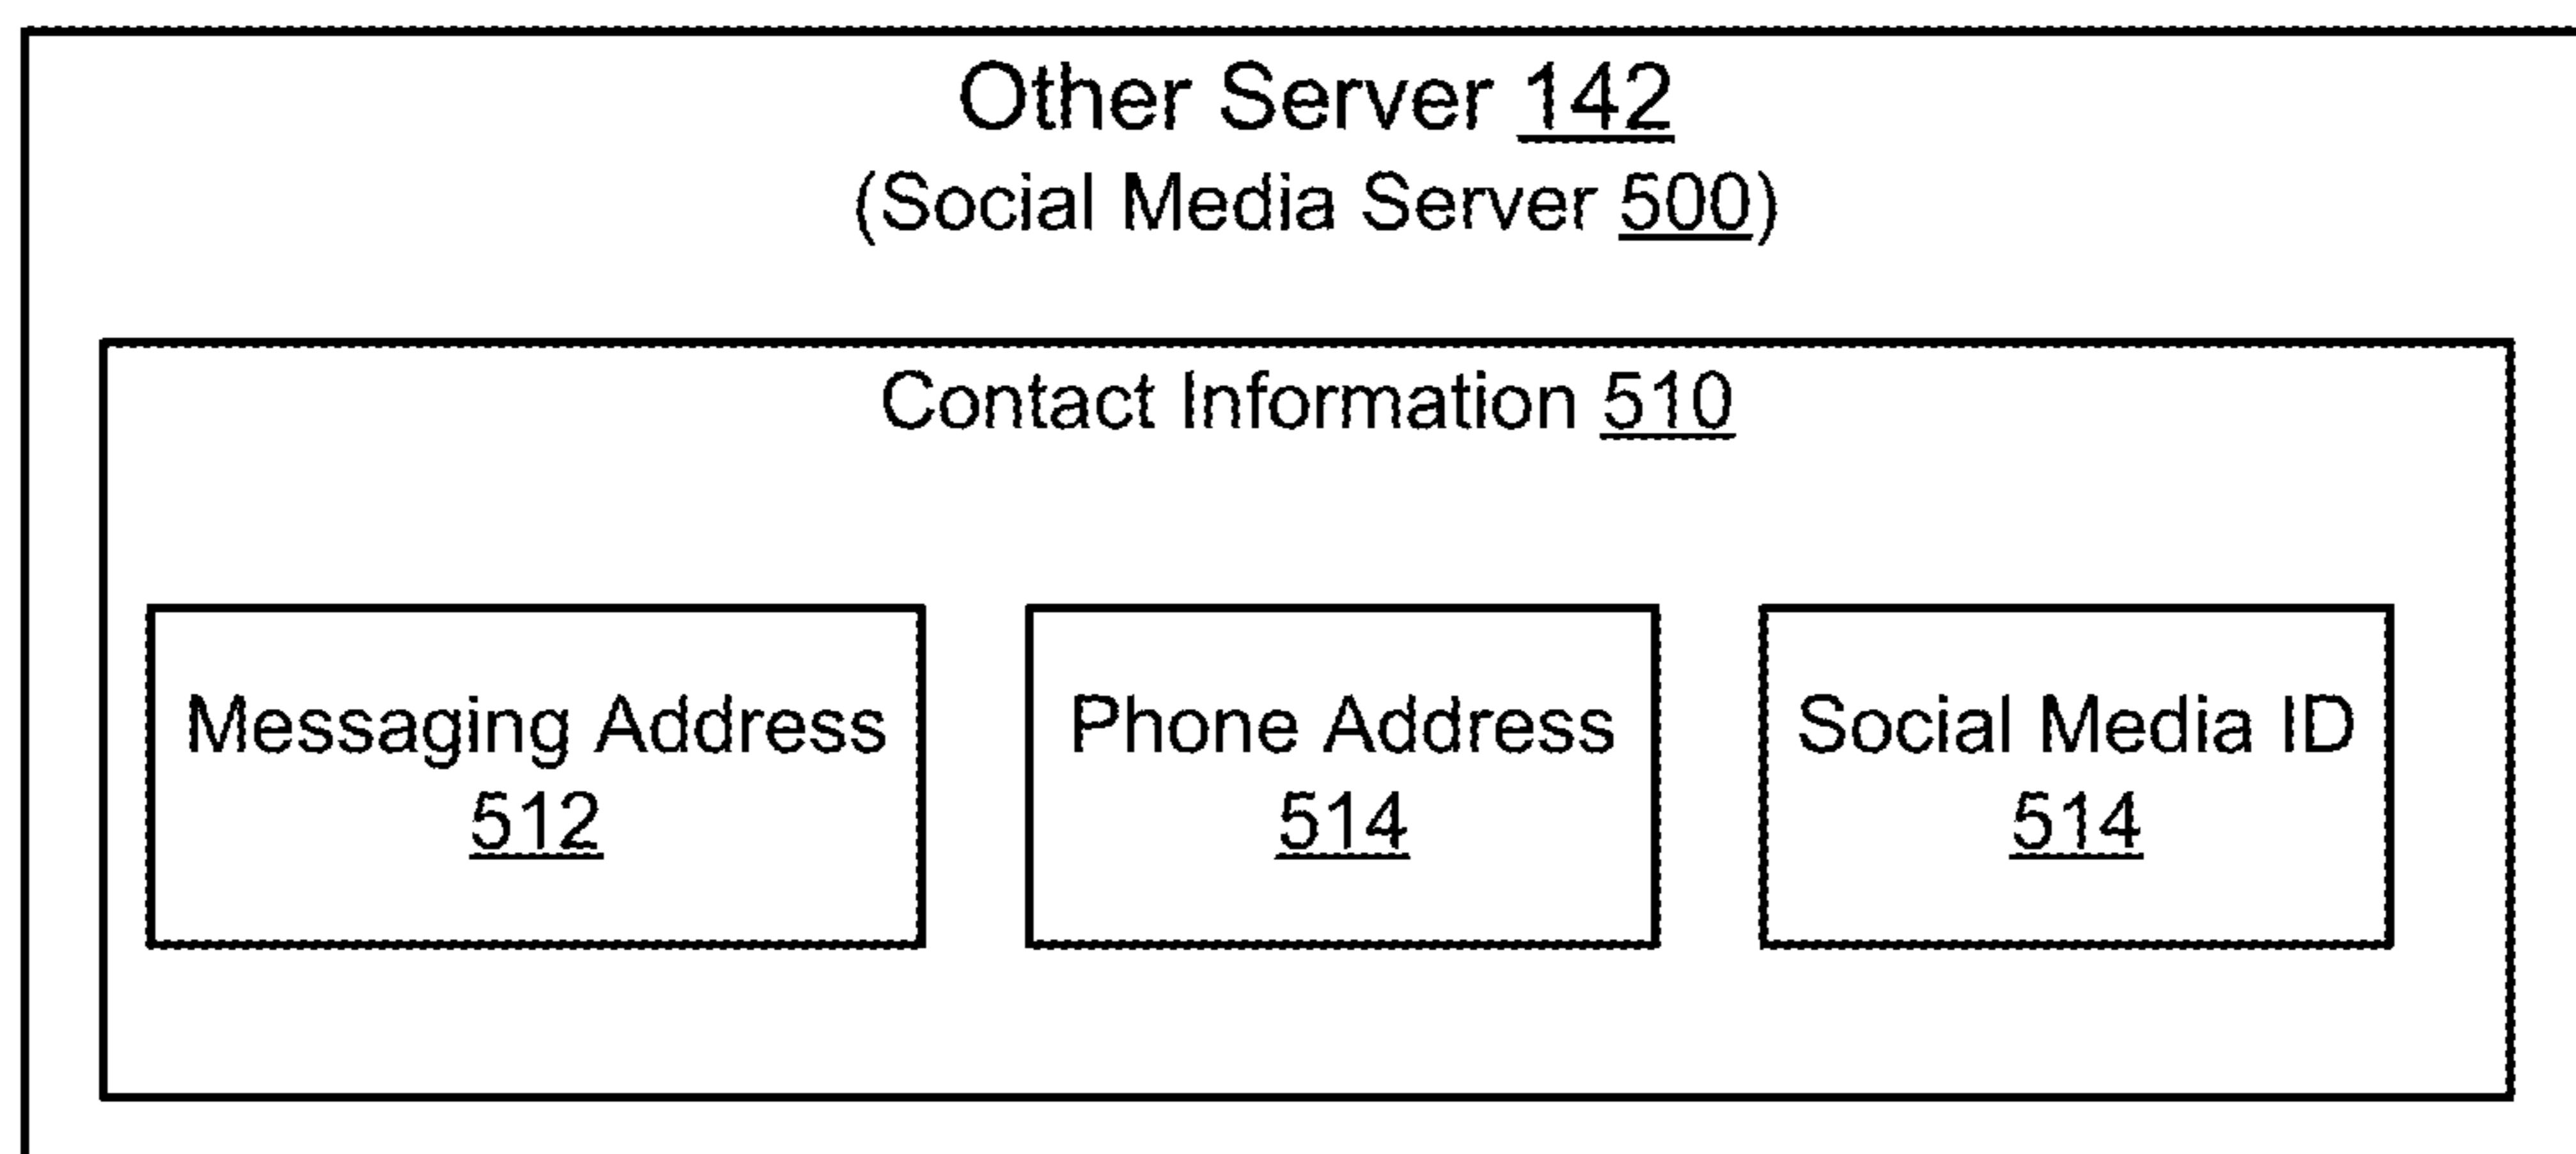 Other Server 142
(Social Media Server 500)
Contact Information 510
Messaging Address
512
Phone Address
514
Social Media ID
514